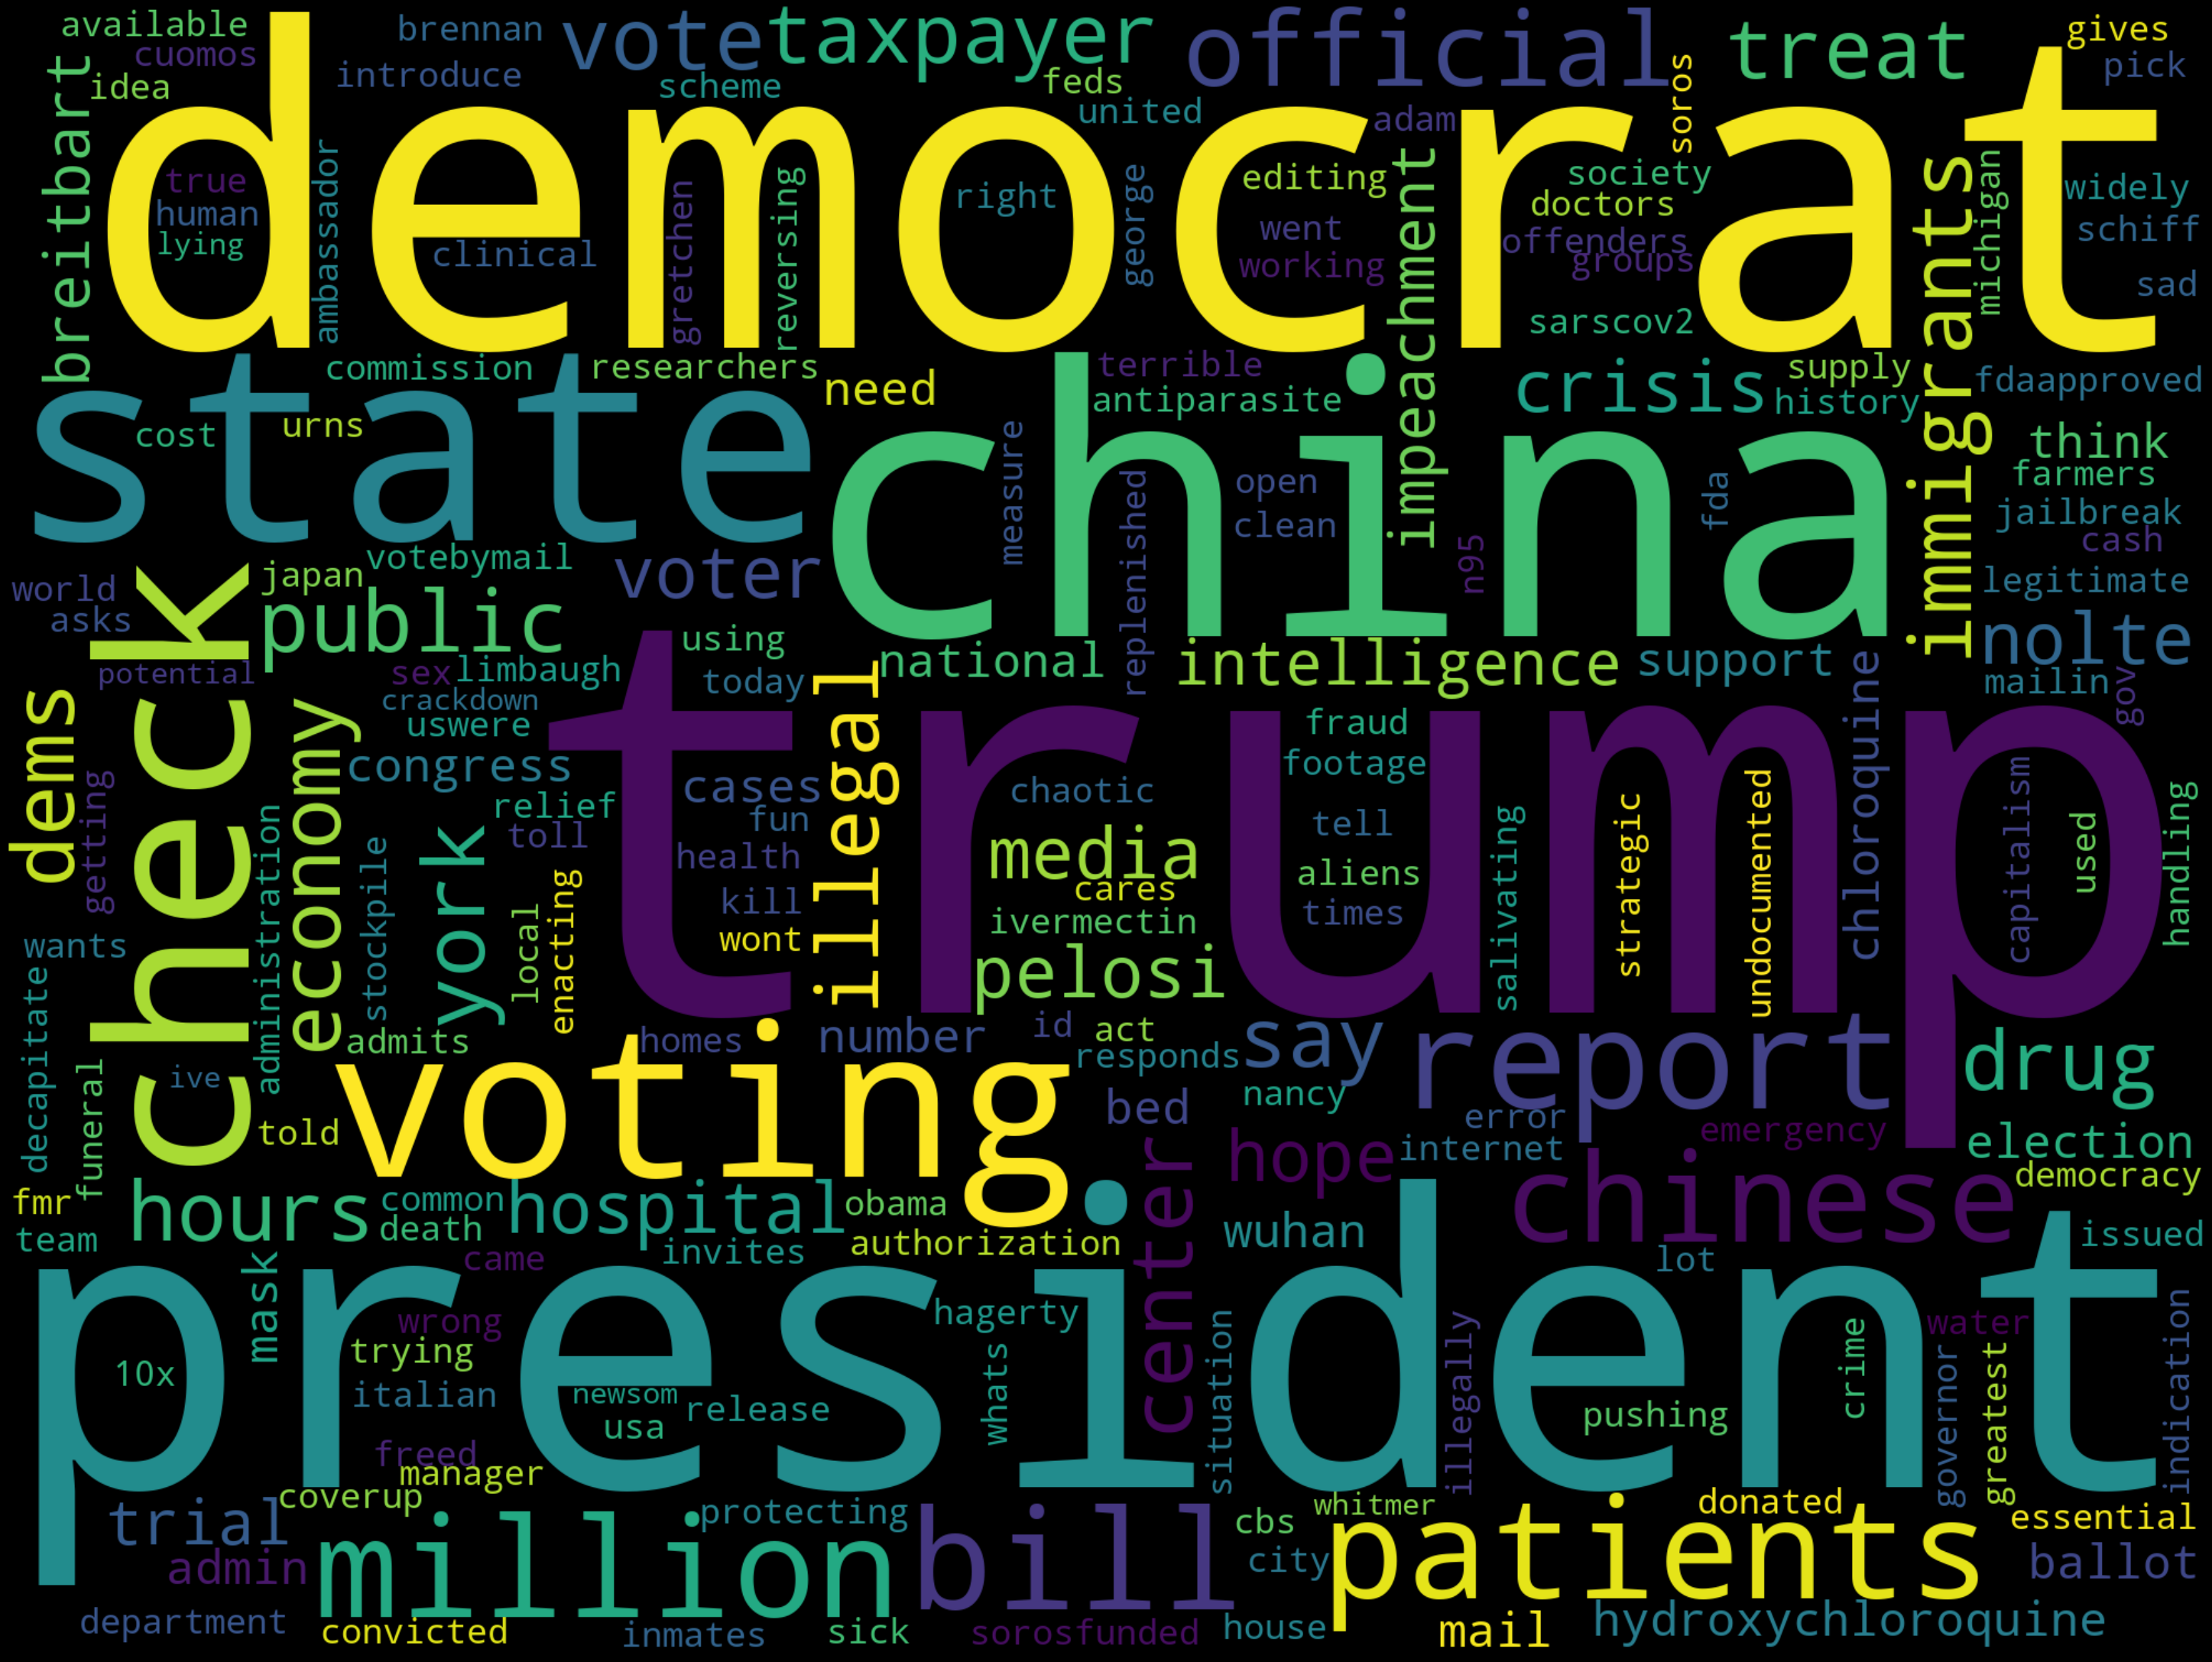 available
cuomos
idea
brennan
introduce
vote
taxpayer
scheme
feds
united
official
soros
treat
gives
pick
breitbart
democrat
adam
true
human
lying
ambassador
clinical
gretchen
reversing
right
george
editing
went
working
impeachment
society
doctors
offenders
groups
sarscov2
immigrants
michigan
widely
schiff
sad
state
commission
researchers
need
cost
urns
china
terrible
antiparasite
measure
replenished
open
clean
crisis
supply
history
fda
n95
fdaapproved
think
farmers
jailbreak
cash
legitimate
nolte
mailin
gov
votebymail
voter
japan
public
world
asks
potential
check
sex
limbaugh
crackdown
uswere
congress
using
today
national
intelligence
support
chloroquine
trump
dems
getting
economy
administration
stockpile
york
relief
toll
local
enacting
cases
fun
health
kill
wont
illegal
chaotic
media
cares
ivermectin
pelosi
fraud
footage
tell
aliens
times
salivating
strategic
undocumented
capitalism
used
handling
wants
decapitate
funeral
ive
told
admits
voting
homes
number
id
act
responds
say
nancy
report
error
internet
emergency
drug
election
democracy
bed
center
hope
chinese
fmr
team
hours
common
death
hospital
invites
obama
authorization
wuhan
lot
issued
president
mask
came
wrong
trying
italian
10x
newsom
usa
release
freed
manager
coverup
hagerty
whats
situation
illegally
pushing
crime
water
governor
greatest
indication
trial
admin
department
million
convicted
inmates
sick
protecting
bill
sorosfunded
cbs
city
house
whitmer
patients
donated
mail
hydroxychloroquine
essential
ballot